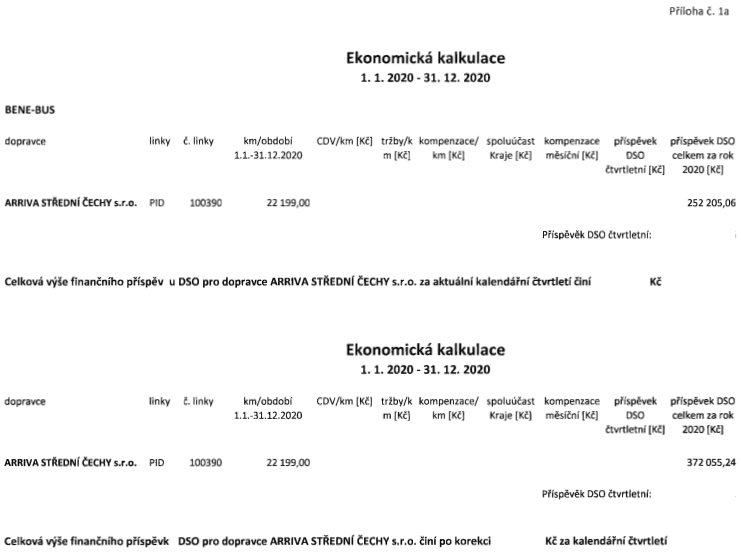 Příloha č. 1a
Ekonomická kalkulace
1. 1. 2020 - 31. 12. 2020
BENE-BUS
dopravce linky č. linky km/období CDV/km [Kč] tržby/k kompenzace/ spoluúčast kompenzace příspěvek příspěvek DSO
1.1.-31.12.2020 m [Kč] km [Kč] Kraje [Kč] měsíční [Kč] DSO celkem za rok
čtvrtletní [Kč] 2020 [Kč]
ARRIVA STŘEDNÍ ČECHY s.r.o. PID 100390 22 199,00 252 205,06
Příspěvěk DSO čtvrtletní:
Celková výše finančního příspěv u DSO pro dopravce ARRIVA STŘEDNÍ ČECHY s.r.o. za aktuální kalendářní čtvrtletí činí Kč
Ekonomická kalkulace
1. 1. 2020 - 31. 12. 2020
dopravce linky č. linky km/období CDV/km [Kč] tržby/k kompenzace/ spoluúčast kompenzace příspěvek příspěvek DSO
1.1.-31.12.2020 m [Kč] km [Kč] Kraje [Kč] měsíční [Kč] DSO celkem za rok
čtvrtletní [Kč] 2020 [Kč]
ARRIVA STŘEDNÍ ČECHY s.r.o. PID 100390 22 199,00 372 055,24
Příspěvěk DSO čtvrtletní:
Celková výše finančního příspěvk DSO pro dopravce ARRIVA STŘEDNÍ ČECHY s.r.o. činí po korekci Kč za kalendářní čtvrtletí